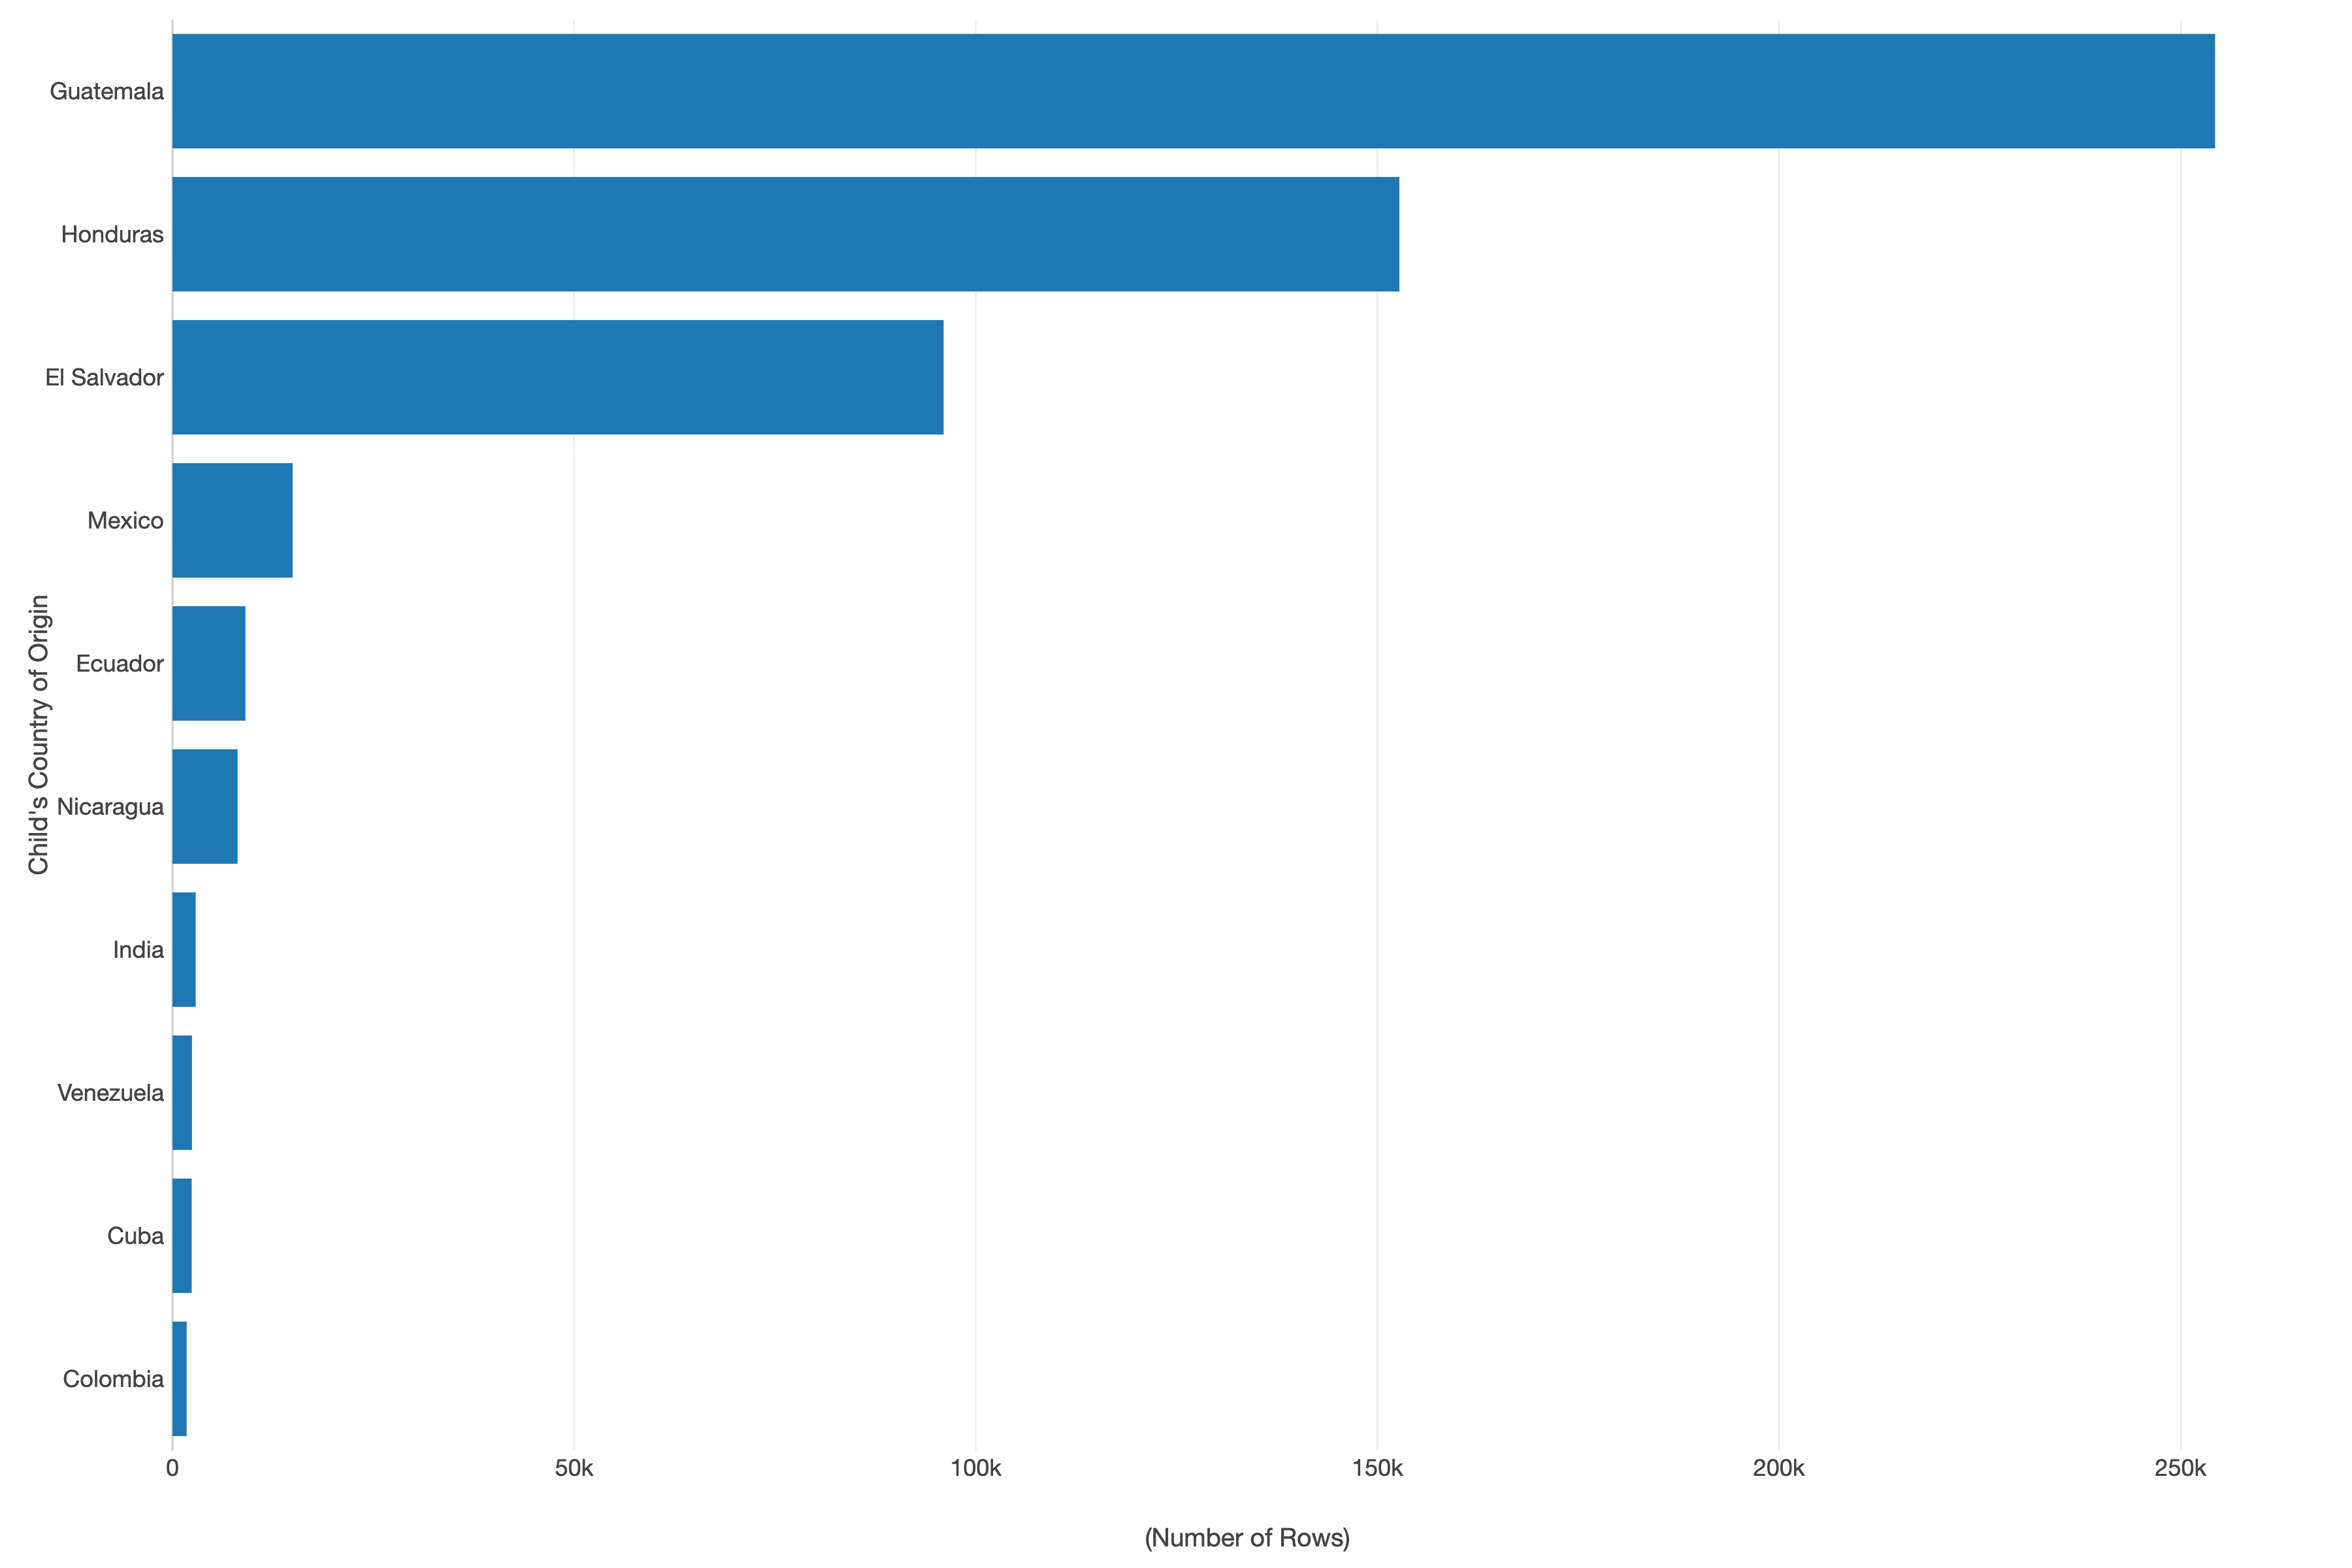 Child's Country of Origin
Guatemala
Honduras
El Salvador
Mexico
Ecuador
Nicaragua
India
Venezuela
Cuba
Colombia
0 50k 100k 150k 200k 250k
(Number of Rows)